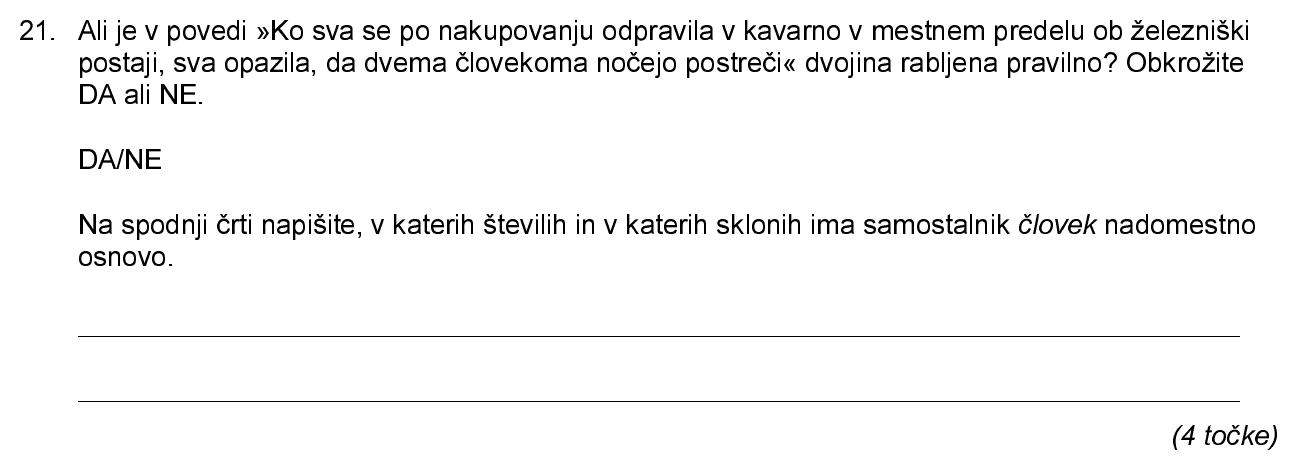 21. Ali je v povedi »Ko sva se po nakupovanju odpravila v kavarno v mestnem predelu ob železniški
postaji, sva opazila, da dvema človekoma nočejo postreči« dvojina rabljena pravilno? Obkrožite
DA ali NE.
DA/NE
Na spodnji črti napišite, v katerih številih in v katerih sklonih ima samostalnik človek nadomestno
osnovo.
(4 točke)